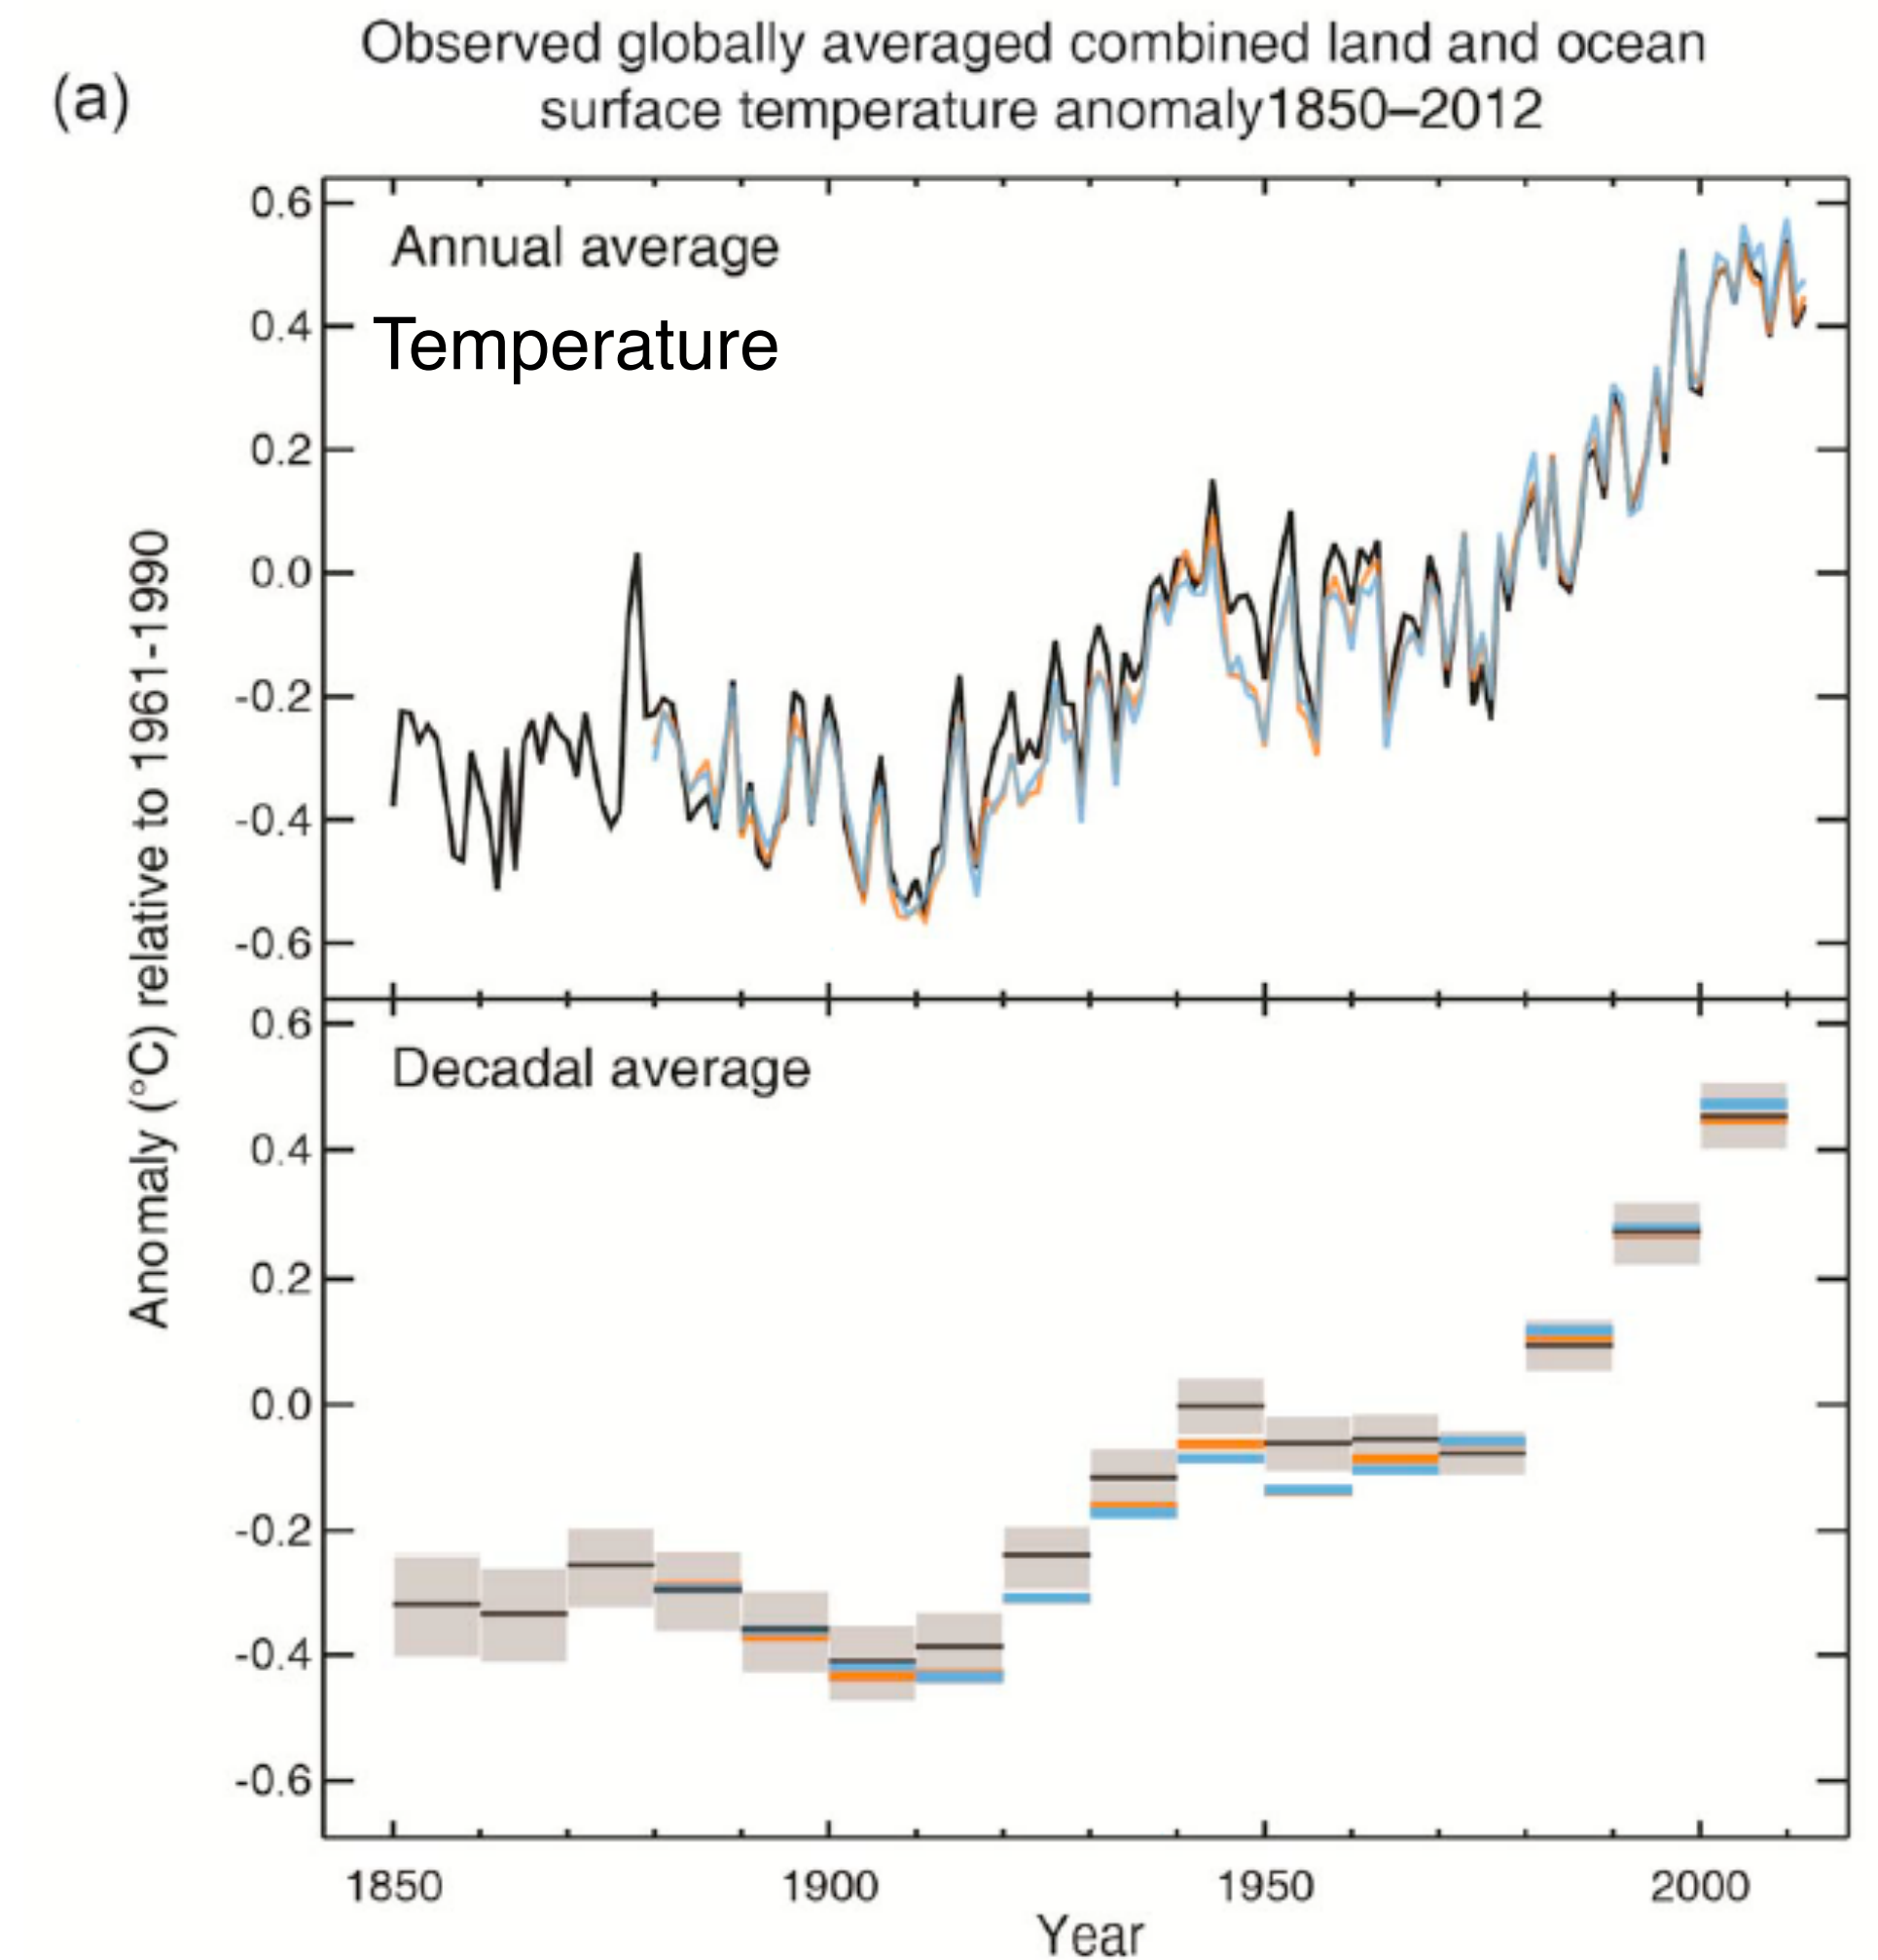 (a)
Observed globally averaged combined land and ocean
surface temperature anomaly1850–2012
Anomaly (°C) relative to 1961-1990
Annual average
Temperature
0.6
0.4
0.2
0.0
-0.2
-0.4
-0.6
Decadal average
0.6
0.4
0.2
0.0
-0.2
-0.4
-0.6
1850 1900 1950 2000
Year